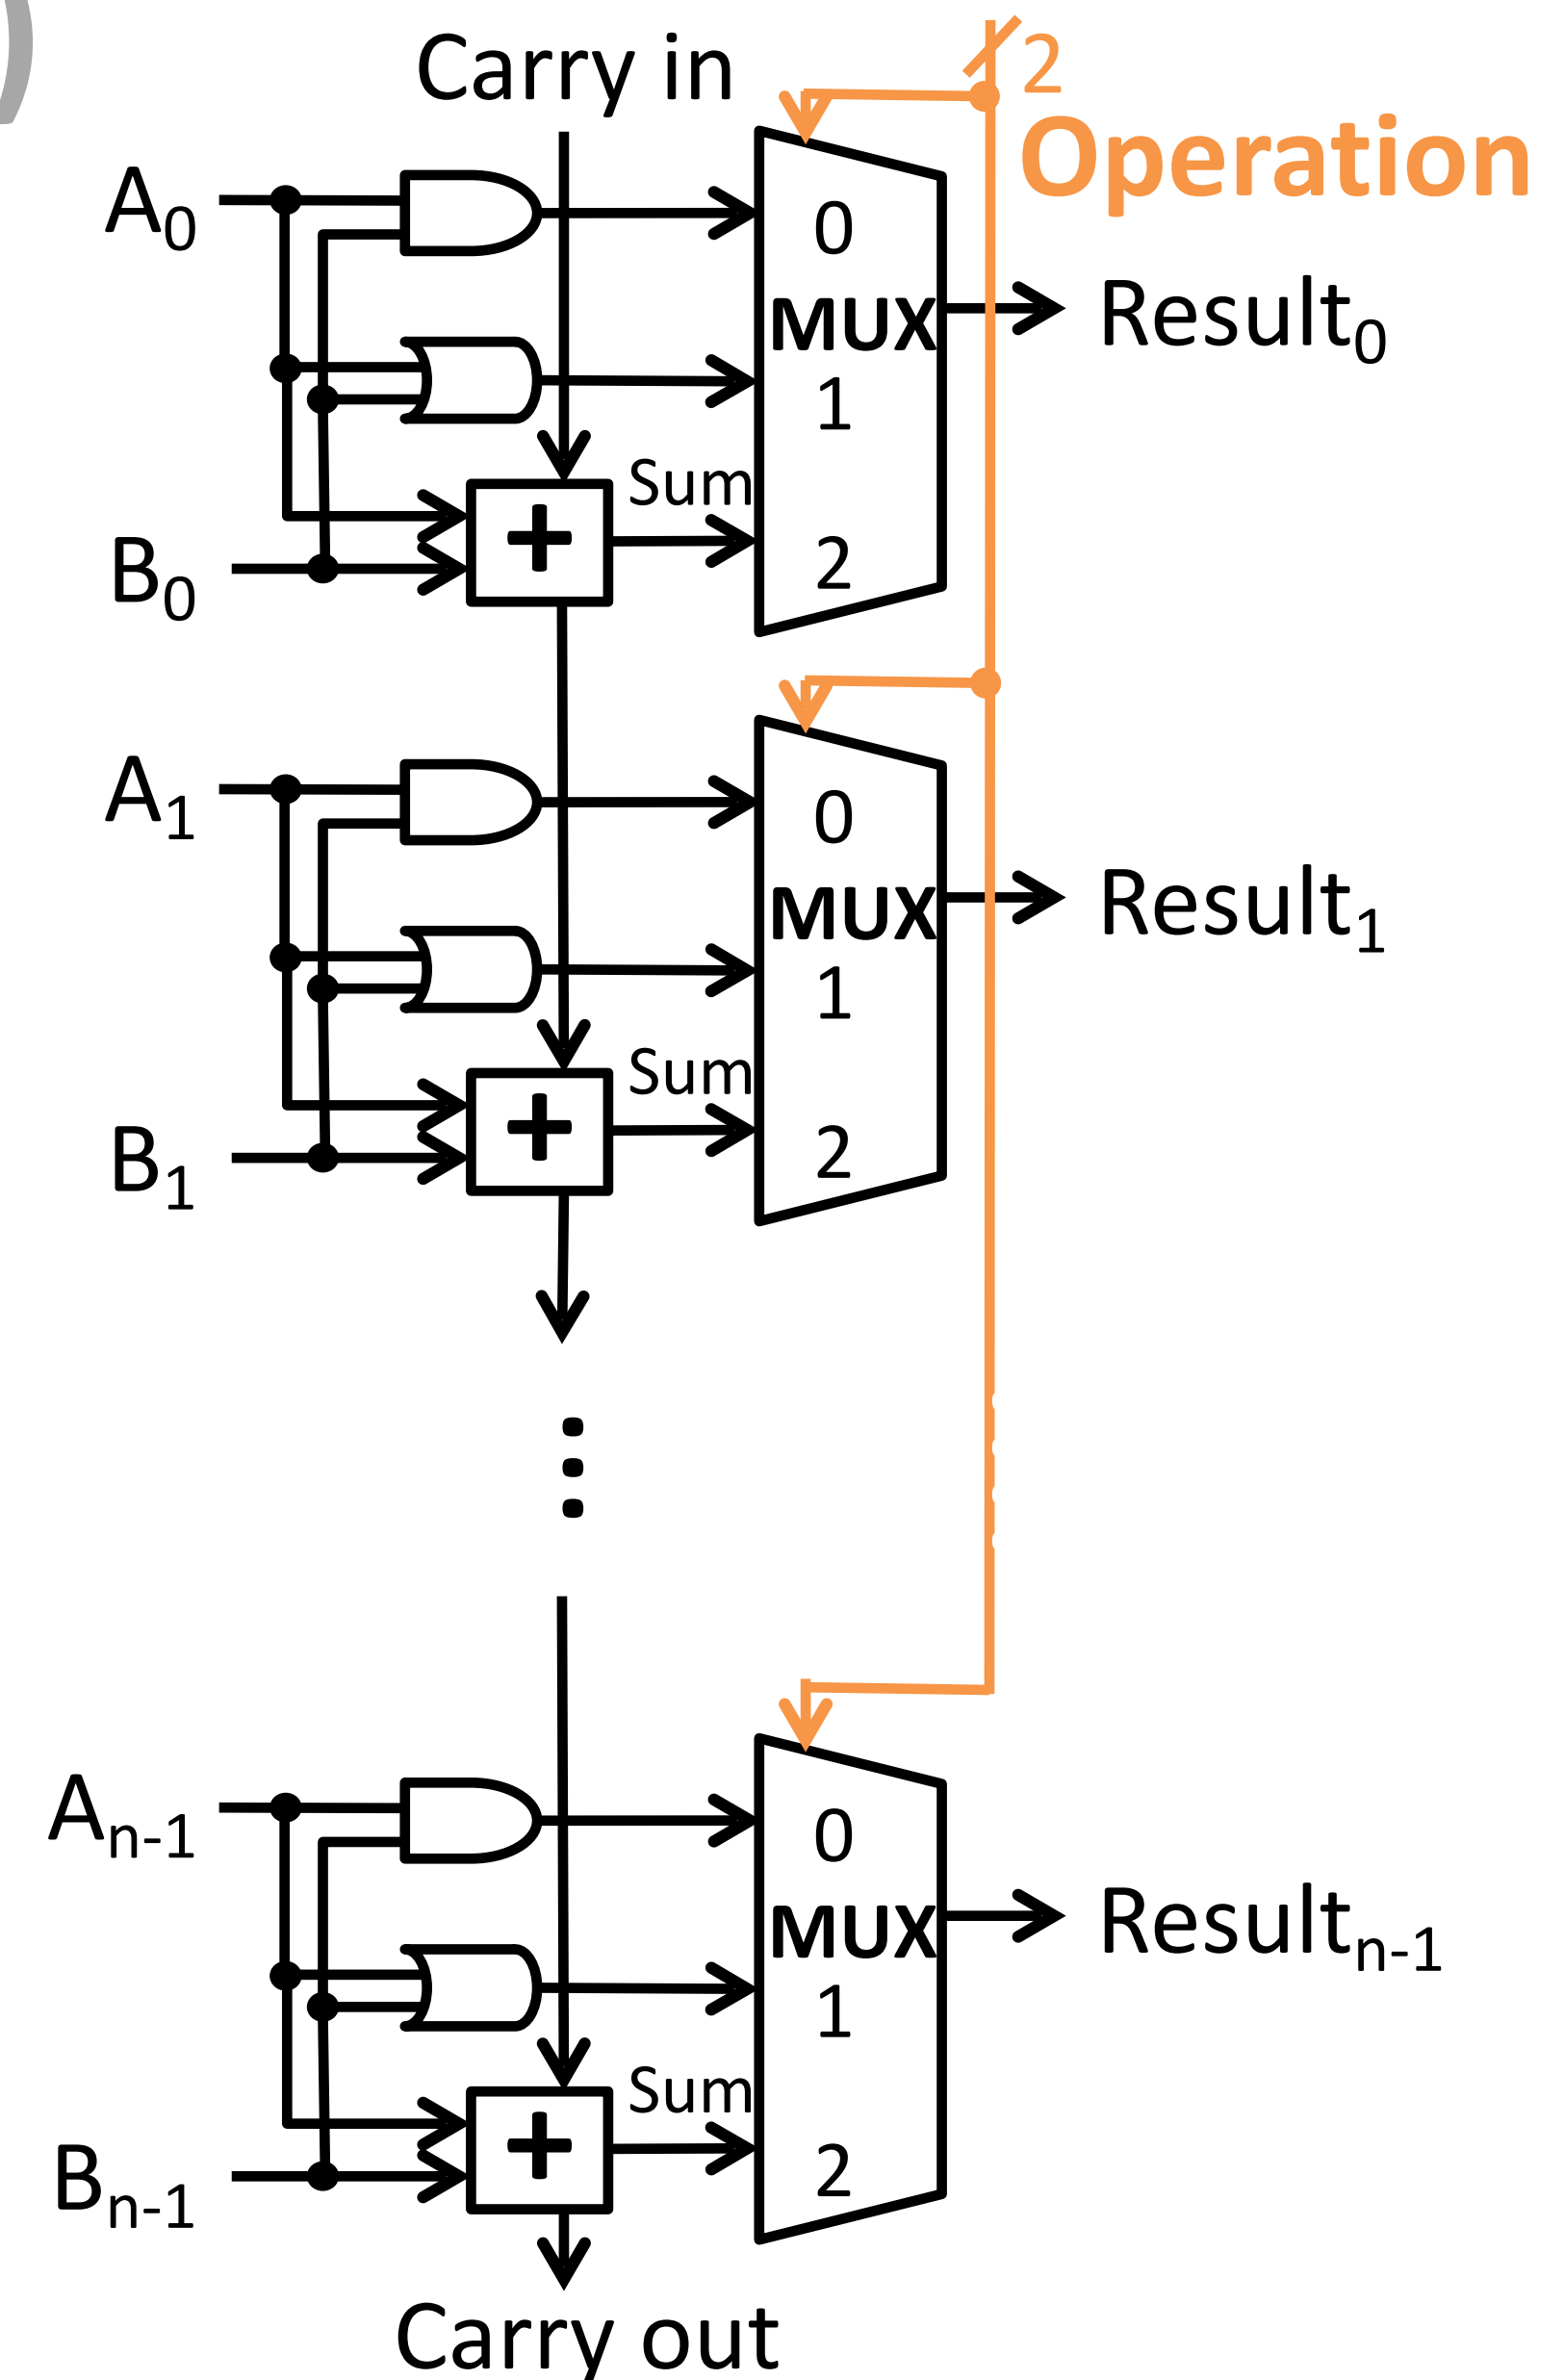 )
Carry in
2
Operation
A0
0
MUX
Result0
1
Sum
+
2
B0
A1
0
MUX
Result1
1
Sum
+
2
B1
An-1
0
MUX
Resultn-1
1
Sum
+
2
Bn-1
Carry out